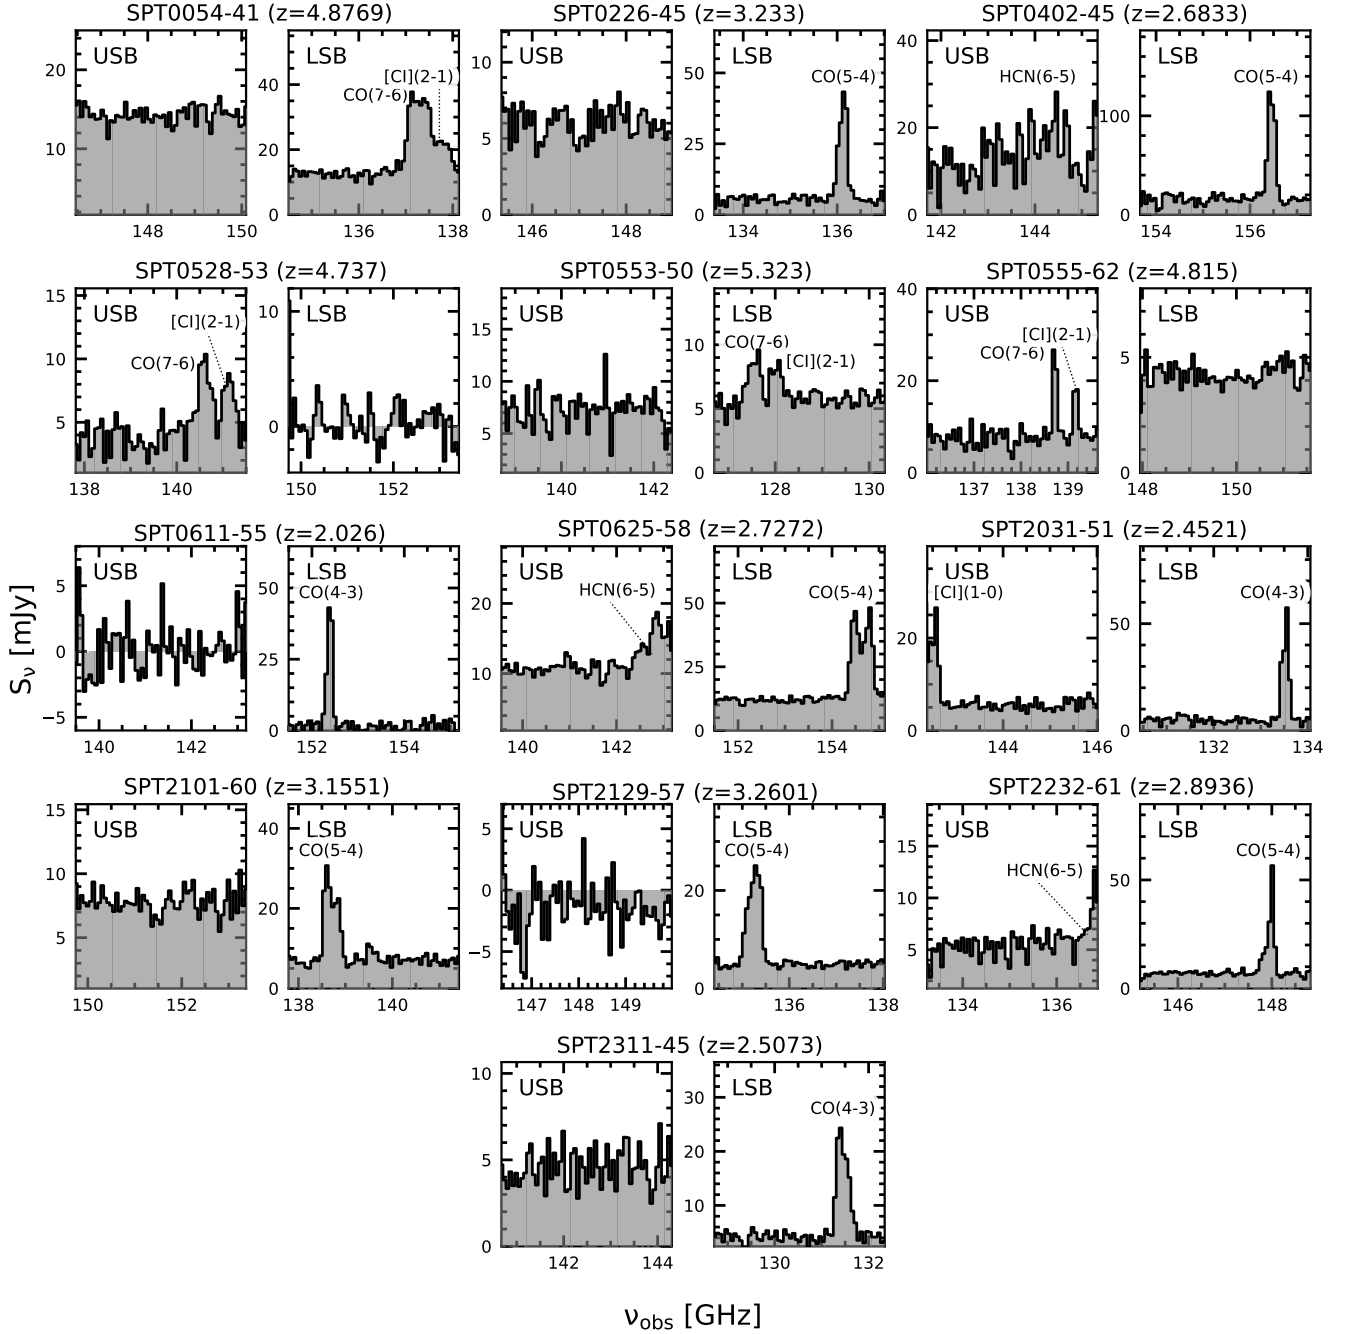 SPT0054-41 (z=4.8769)
USB
20
10
148
150
LSB
[CI](2-1)
CO(7-6)
40
20
0
136
138
SPT0226-45 (z=3.233)
USB
10
5
0
146
148
LSB
CO(5-4)
50
25
0
134
136
SPT0402-45 (z=2.6833)
USB
HCN(6-5)
40
20
0
142
144
LSB
CO(5-4)
100
0
154
156
SPT0528-53 (z=4.737)
USB
[CI](2-1)
CO(7-6)
15
10
5
138
140
LSB
10
0
150
152
SPT0553-50 (z=5.323)
USB
15
10
5
140
142
LSB
CO(7-6)
[CI](2-1)
10
5
0
128
130
SPT0555-62 (z=4.815)
USB
[CI](2-1)
CO(7-6)
40
20
0
137
138
139
LSB
5
0
148
150
SPT0611-55 (z=2.026)
USB
5
0
−5
140
142
LSB
CO(4-3)
50
25
0
152
154
SPT0625-58 (z=2.7272)
USB
HCN(6-5)
20
10
140
142
LSB
CO(5-4)
50
0
152
154
SPT2031-51 (z=2.4521)
USB
[CI](1-0)
20
0
144
146
LSB
CO(4-3)
50
0
132
134
SPT2101-60 (z=3.1551)
USB
15
10
5
150
152
LSB
CO(5-4)
40
20
0
138
140
SPT2129-57 (z=3.2601)
USB
5
0
−5
147
148
149
LSB
CO(5-4)
20
0
136
138
SPT2232-61 (z=2.8936)
USB
HCN(6-5)
15
10
5
134
136
LSB
CO(5-4)
50
0
146
148
SPT2311-45 (z=2.5073)
USB
10
5
0
142
144
LSB
CO(4-3)
30
20
10
130
132
Sν [mJy]
νobs [GHz]